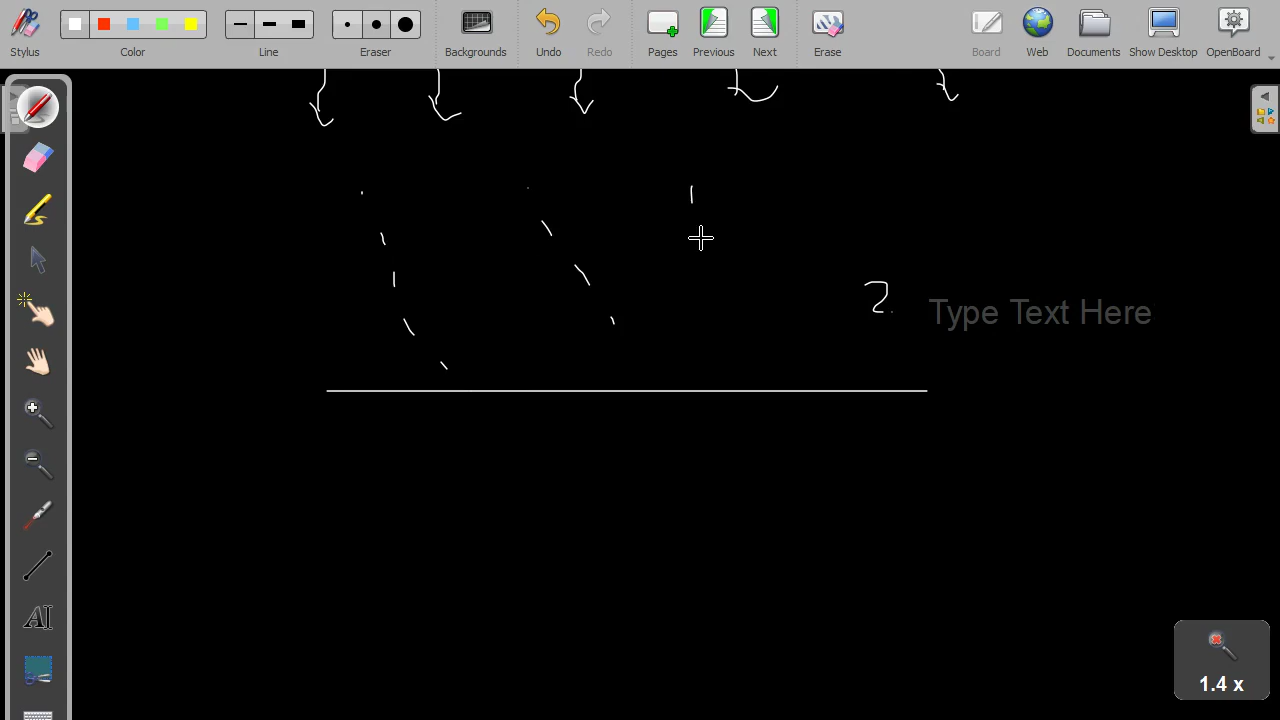 Stylus Color Line Eraser Backgrounds Undo Redo Pages Previous Next Erase Board Web Documents Show Desktop OpenBoard
2
Type Text Here
AI
1.4 x